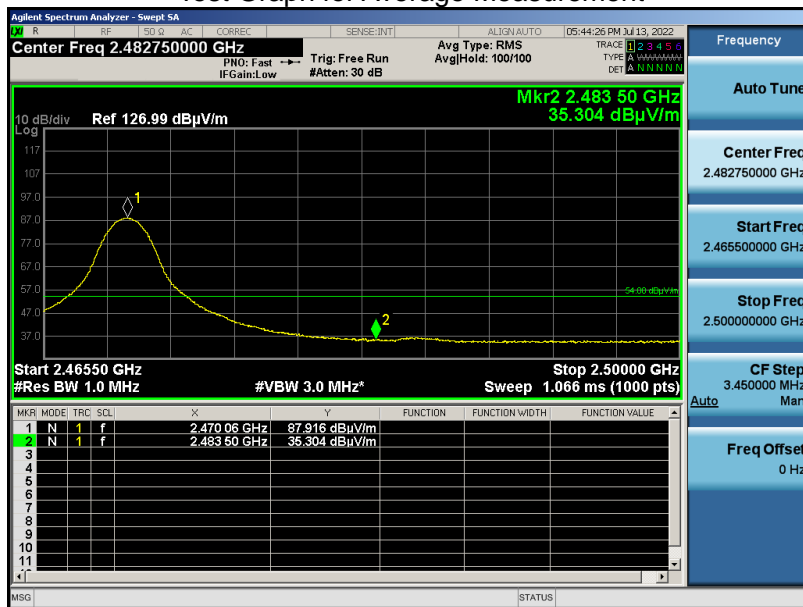 Test Graph for Average Measurement
Agilent Spectrum Analyzer - Swept SA
LXI R RF 50 Ω AC CORREC SENSE:INT ALIGN AUTO 05:44:26 PM Jul 13, 2022
Center Freq 2.482750000 GHz
PNO: Fast
IFGain:Low
Trig: Free Run
#Atten: 30 dB
Avg Type: RMS
Avg|Hold: 100/100
TRACE 1 2 3 4 5 6
TYPE A WWWWW
DET A N N N N N
Mkr2 2.483 50 GHz
35.304 dBµV/m
10 dB/div Ref 126.99 dBµV/m
Log
117
107
97.0
87.0
77.0
67.0
57.0
47.0
37.0
1
2
54.00 dBµV/m
Start 2.46550 GHz Stop 2.50000 GHz
#Res BW 1.0 MHz #VBW 3.0 MHz* Sweep 1.066 ms (1000 pts)
MKR MODE TRC SCL X Y FUNCTION FUNCTION WIDTH FUNCTION VALUE
1 N 1 f 2.470 06 GHz 87.916 dBµV/m
2 N 1 f 2.483 50 GHz 35.304 dBµV/m
3
4
5
6
7
8
9
10
11
MSG STATUS
Frequency
Auto Tune
Center Freq
2.482750000 GHz
Start Freq
2.465500000 GHz
Stop Freq
2.500000000 GHz
CF Step
3.450000 MHz
Auto Man
Freq Offset
0 Hz